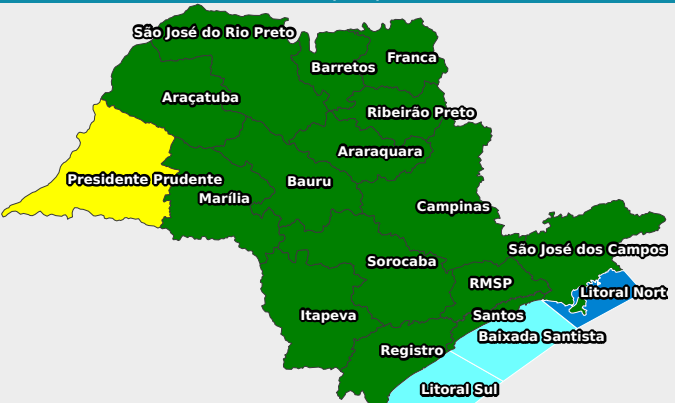 São José do Rio Preto
Franca
Barretos
Araçatuba
Ribeirão Preto
Araraquara
Presidente Prudente
Bauru
Marília
Campinas
São José dos Campos
Sorocaba
RMSP
Litoral Nort
Itapeva
Santos
Baixada Santista
Registro
Litoral Sul